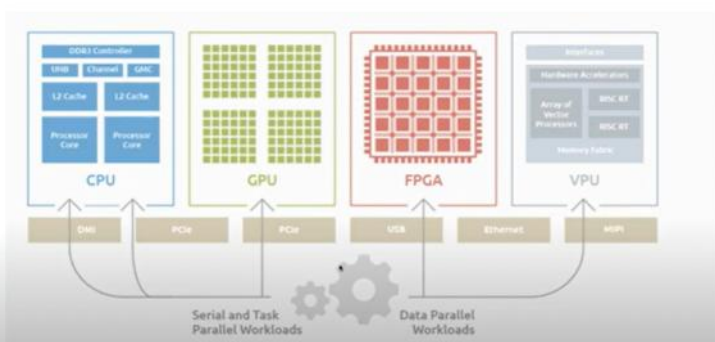 DDR3 Controller
UMB Channel GMC
L2 Cache L2 Cache
Processor Core Processor Core
CPU
GPU
FPGA
Interfaces
Hardware Accelerators
Array of Vector Processors
RISC RT
RISC RT
Memory Fabric
VPU
DMI PCIe PCIe USB Ethernet MIPI
Serial and Task
Parallel Workloads
Data Parallel
Workloads